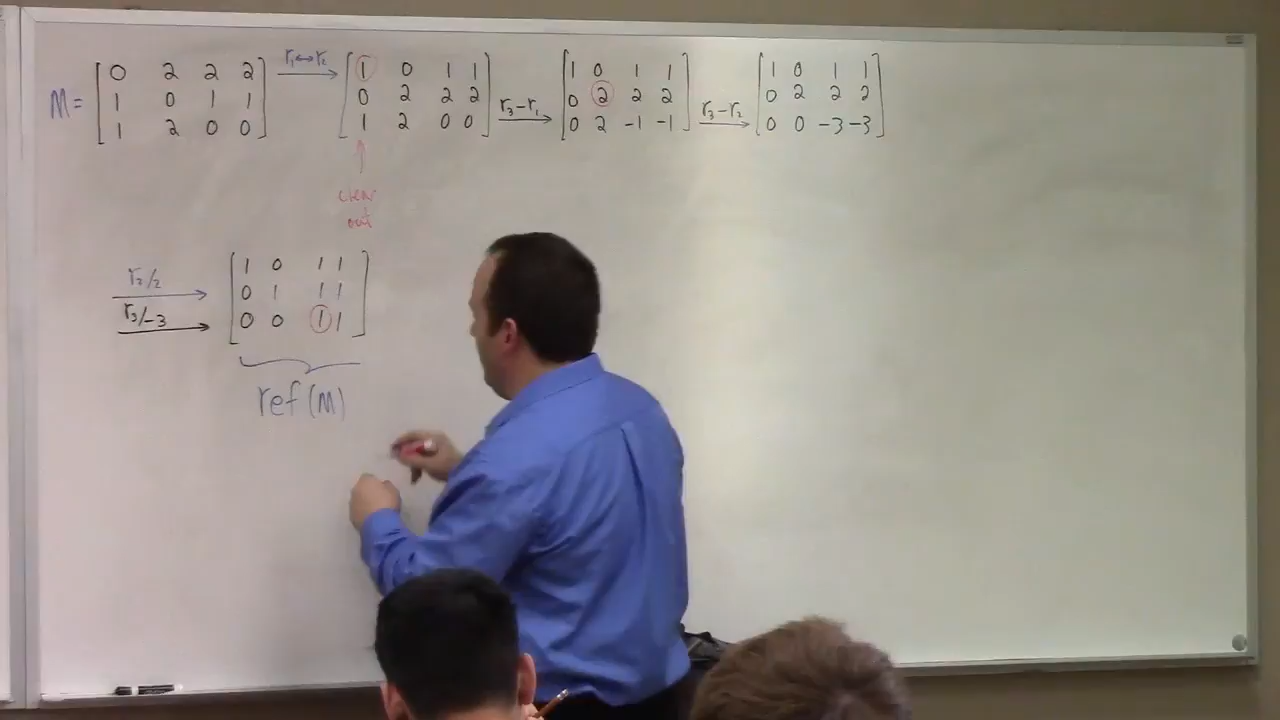 M = [ 0 2 2 2 ] r₁↔r₂ [ 1 0 1 1 ] [ 1 0 1 1 ] [ 1 0 1 1 ]
[ 1 0 1 1 ] [ 0 2 2 2 ] r₃-r₁ [ 0 2 2 2 ] r₃-r₂ [ 0 2 2 2 ]
[ 1 2 0 0 ] [ 1 2 0 0 ] [ 0 2 -1 -1 ] [ 0 0 -3 -3 ]
clear
out
r₂/2 [ 1 0 1 1 ]
[ 0 1 1 1 ]
r₃/-3 [ 0 0 1 1 ]
ref(M)